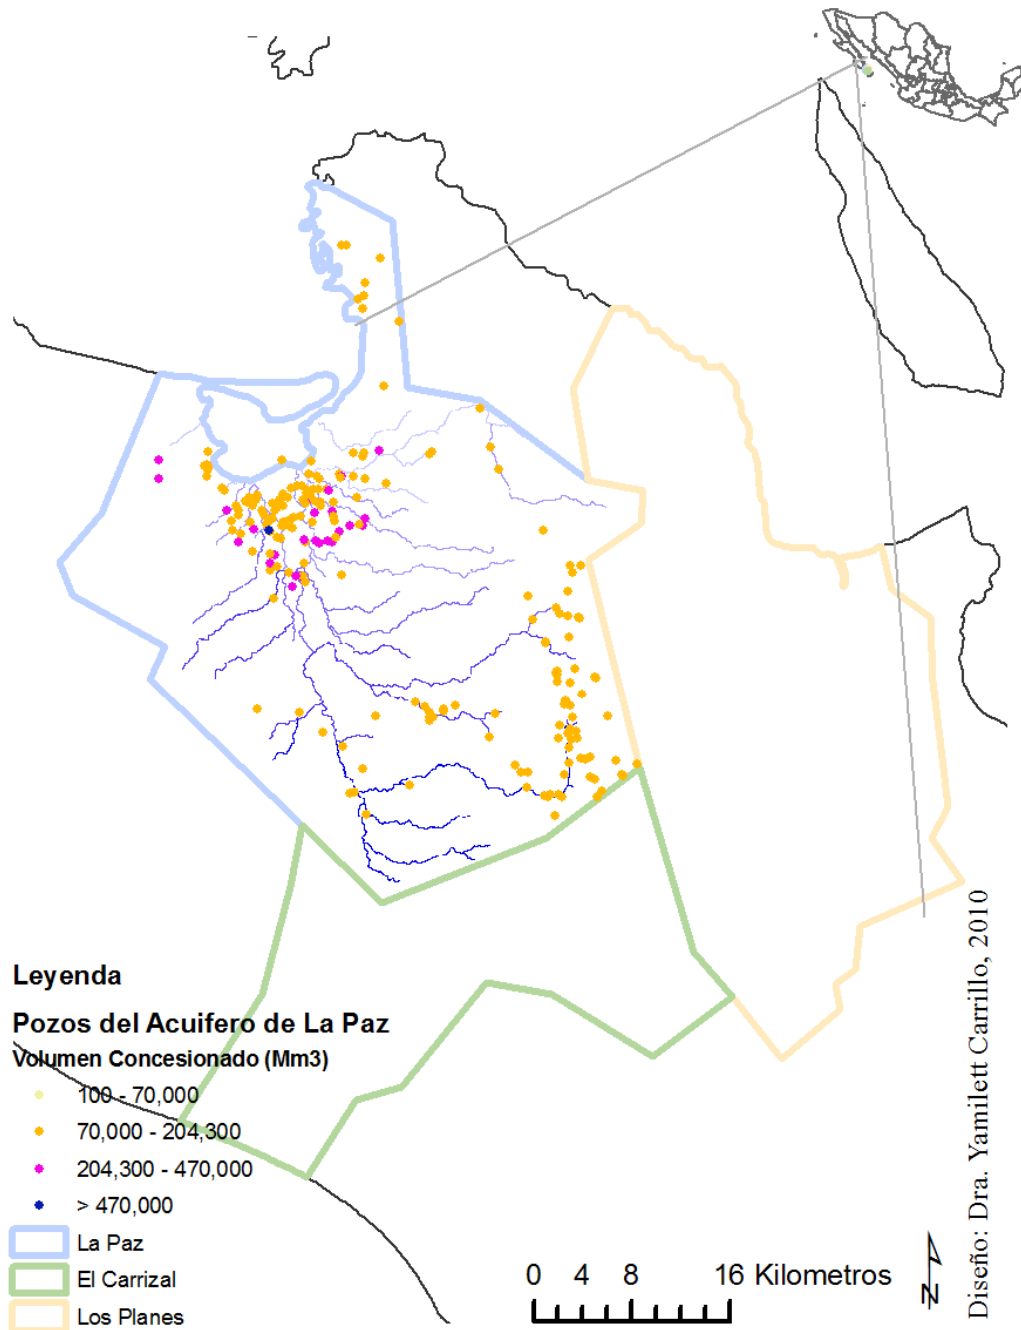 Leyenda
Pozos del Acuifero de La Paz
Volumen Concesionado (Mm3)
100 - 70,000
70,000 - 204,300
204,300 - 470,000
> 470,000
La Paz
El Carrizal
Los Planes
0 4 8 16 Kilometros
N
Diseño: Dra. Yamilett Carrillo, 2010